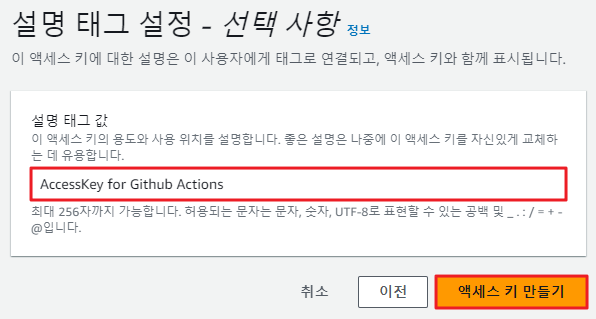 설명 태그 설정 - 선택 사항 정보
이 액세스 키에 대한 설명은 이 사용자에게 태그로 연결되고, 액세스 키와 함께 표시됩니다.
설명 태그 값
이 액세스 키의 용도와 사용 위치를 설명합니다. 좋은 설명은 나중에 이 액세스 키를 자신있게 교체하
는 데 유용합니다.
AccessKey for Github Actions
최대 256자까지 가능합니다. 허용되는 문자는 문자, 숫자, UTF-8로 표현할 수 있는 공백 및 _ . : / = + -
@입니다.
취소 이전 액세스 키 만들기